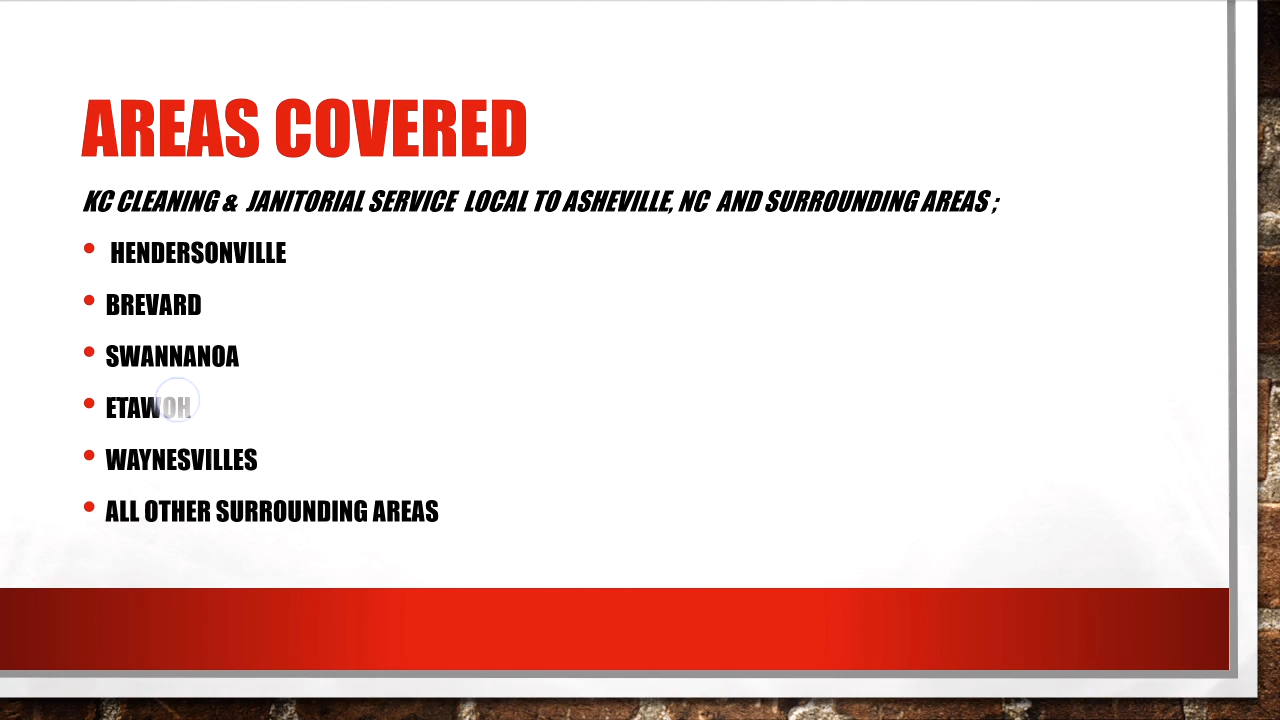 AREAS COVERED
KC CLEANING & JANITORIAL SERVICE LOCAL TO ASHEVILLE, NC AND SURROUNDING AREAS ;
• HENDERSONVILLE
• BREVARD
• SWANNANOA
• ETAWOH
• WAYNESVILLES
• ALL OTHER SURROUNDING AREAS